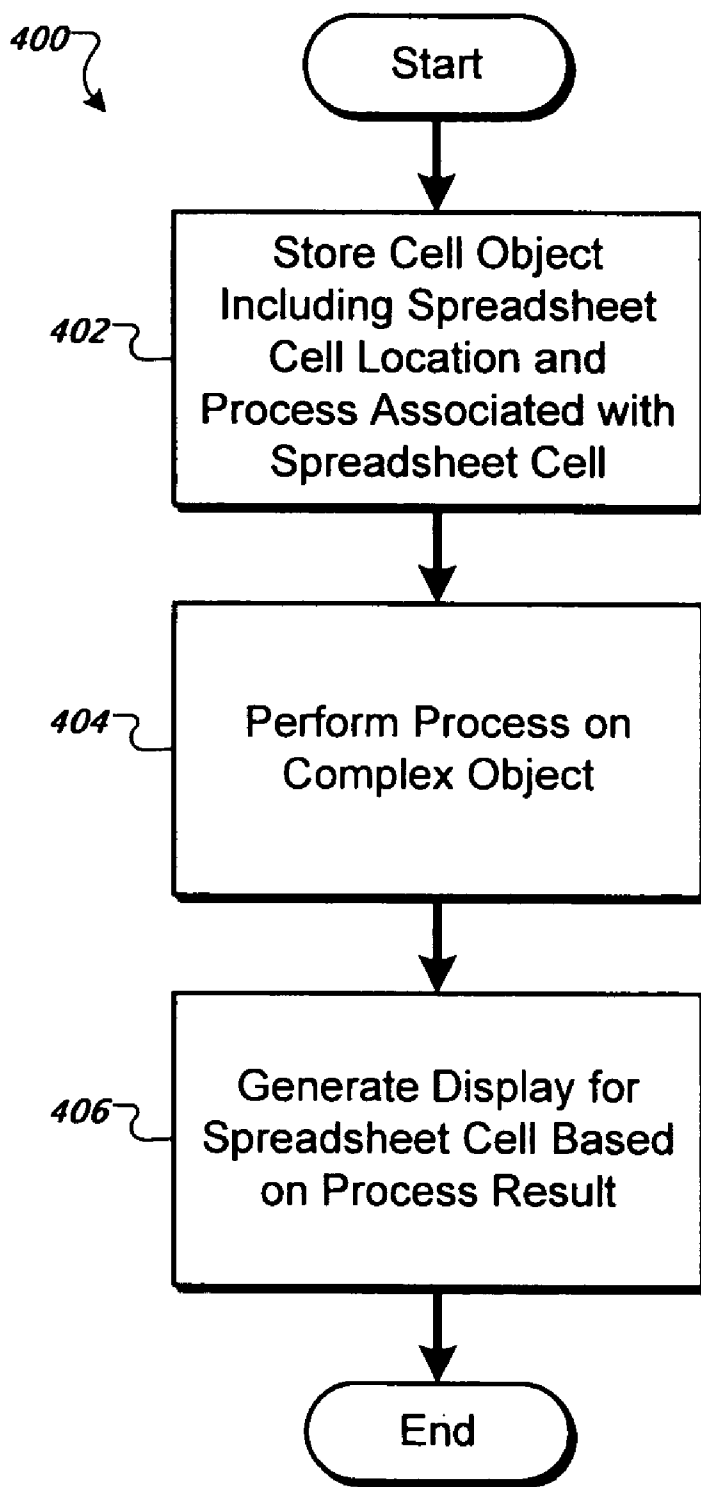 400
Start
402
Store Cell Object
Including Spreadsheet
Cell Location and
Process Associated with
Spreadsheet Cell
404
Perform Process on
Complex Object
406
Generate Display for
Spreadsheet Cell Based
on Process Result
End